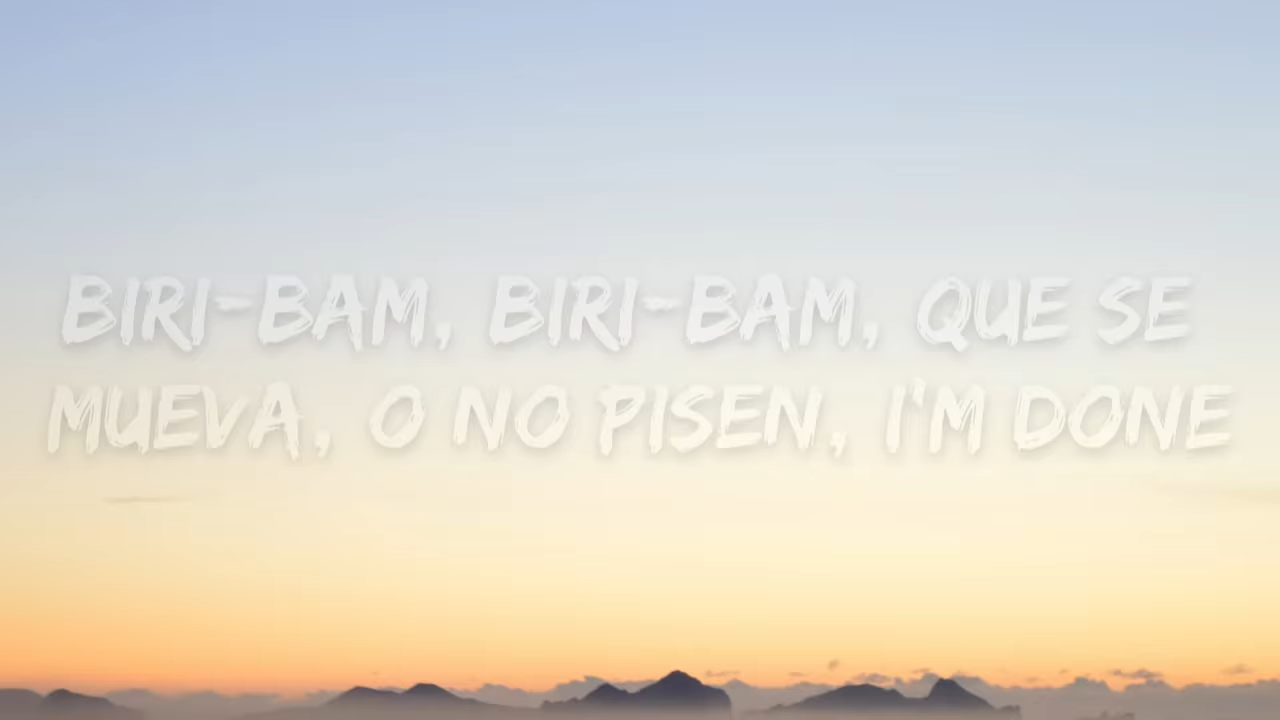 BIRI-BAM, BIRI-BAM, QUE SE
MUEVA, O NO PISEN, I'M DONE